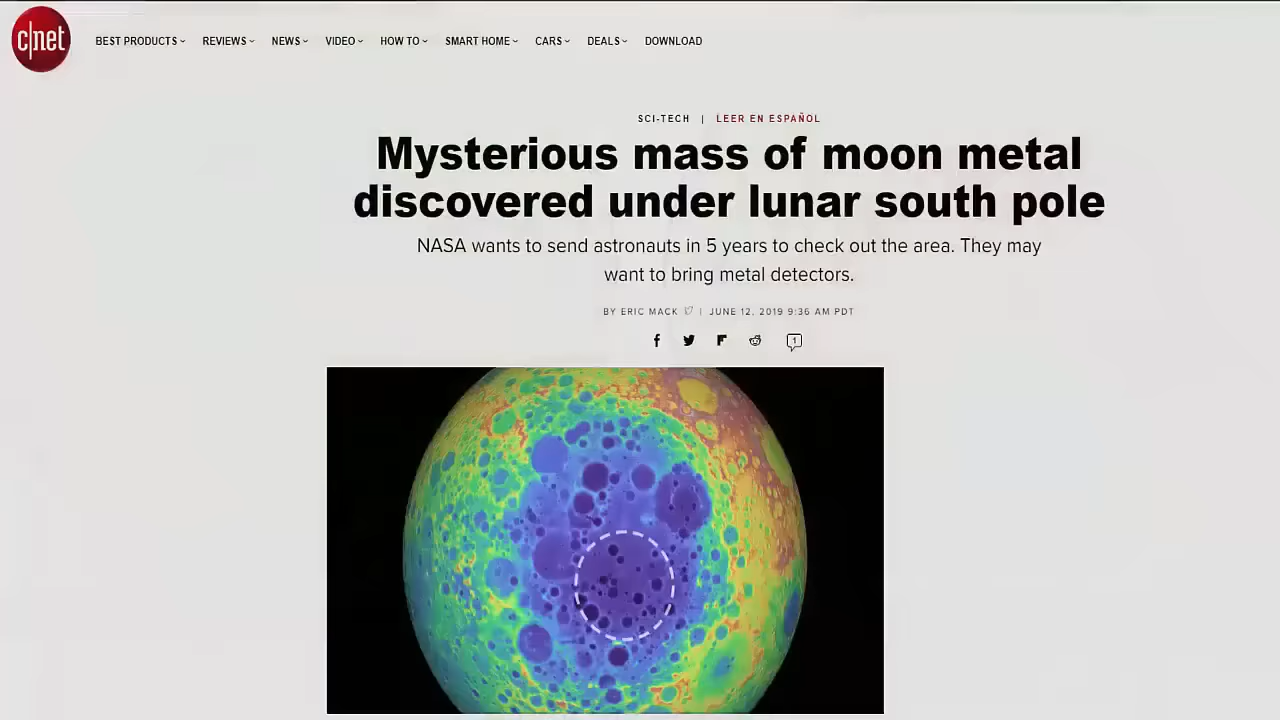 c|net
BEST PRODUCTS REVIEWS NEWS VIDEO HOW TO SMART HOME CARS DEALS DOWNLOAD
SCI-TECH | LEER EN ESPAÑOL
Mysterious mass of moon metal
discovered under lunar south pole
NASA wants to send astronauts in 5 years to check out the area. They may
want to bring metal detectors.
BY ERIC MACK | JUNE 12, 2019 9:36 AM PDT
1